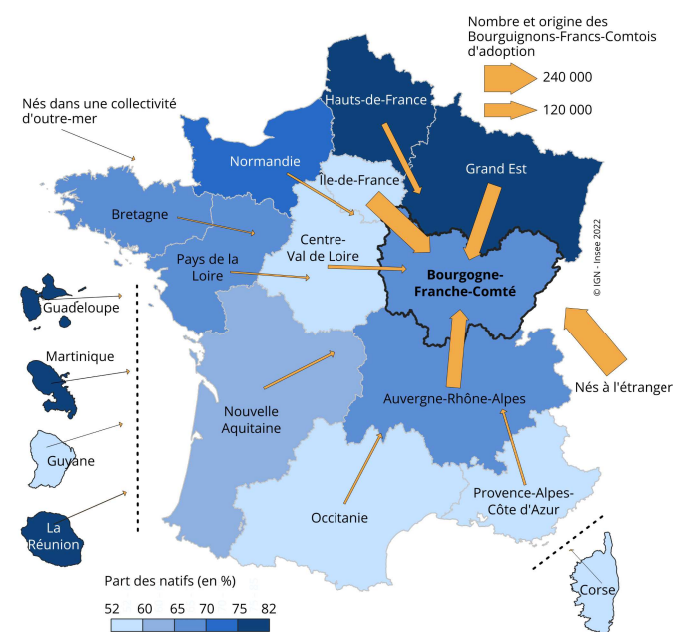 Nombre et origine des
Bourguignons-Francs-Comtois
d'adoption
240 000
120 000
Nés dans une collectivité
d'outre-mer
Hauts-de-France
Normandie
Île-de-France
Grand Est
Bretagne
Centre-
Val de Loire
Pays de la
Loire
Bourgogne-
Franche-Comté
© IGN - Insee 2022
Guadeloupe
Martinique
Nés à l'étranger
Auvergne-Rhône-Alpes
Nouvelle
Aquitaine
Guyane
Provence-Alpes-
Côte d'Azur
Occitanie
La
Réunion
Corse
Part des natifs (en %)
52 60 65 70 75 82